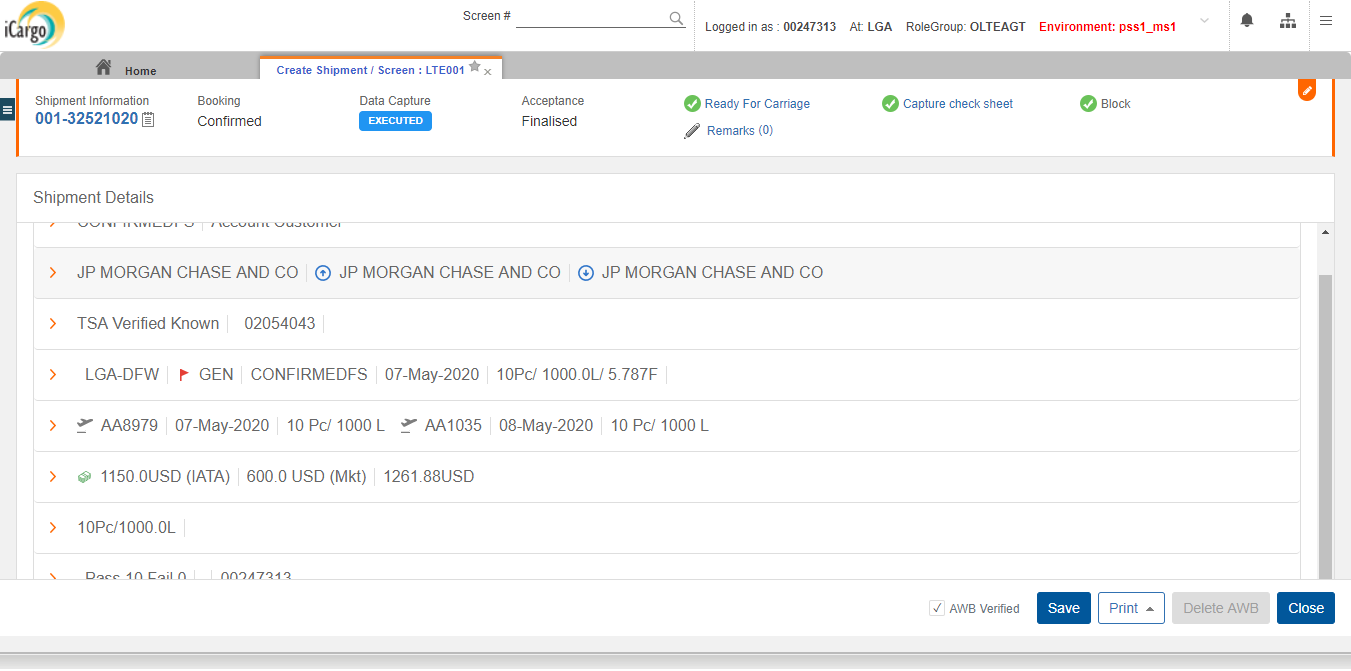 iCargo
Screen #
Logged in as : 00247313 At: LGA RoleGroup: OLTEAGT Environment: pss1_ms1
Home
Create Shipment / Screen : LTE001
Shipment Information
001-32521020
Booking
Confirmed
Data Capture
EXECUTED
Acceptance
Finalised
Ready For Carriage
Capture check sheet
Block
Remarks (0)
Shipment Details
CONFIRMEDFS Account Customer
JP MORGAN CHASE AND CO JP MORGAN CHASE AND CO JP MORGAN CHASE AND CO
TSA Verified Known 02054043
LGA-DFW GEN CONFIRMEDFS 07-May-2020 10Pc/ 1000.0L/ 5.787F
AA8979 07-May-2020 10 Pc/ 1000 L AA1035 08-May-2020 10 Pc/ 1000 L
1150.0USD (IATA) 600.0 USD (Mkt) 1261.88USD
10Pc/1000.0L
Pass 10 Fail 0 00247313
AWB Verified Save Print Delete AWB Close